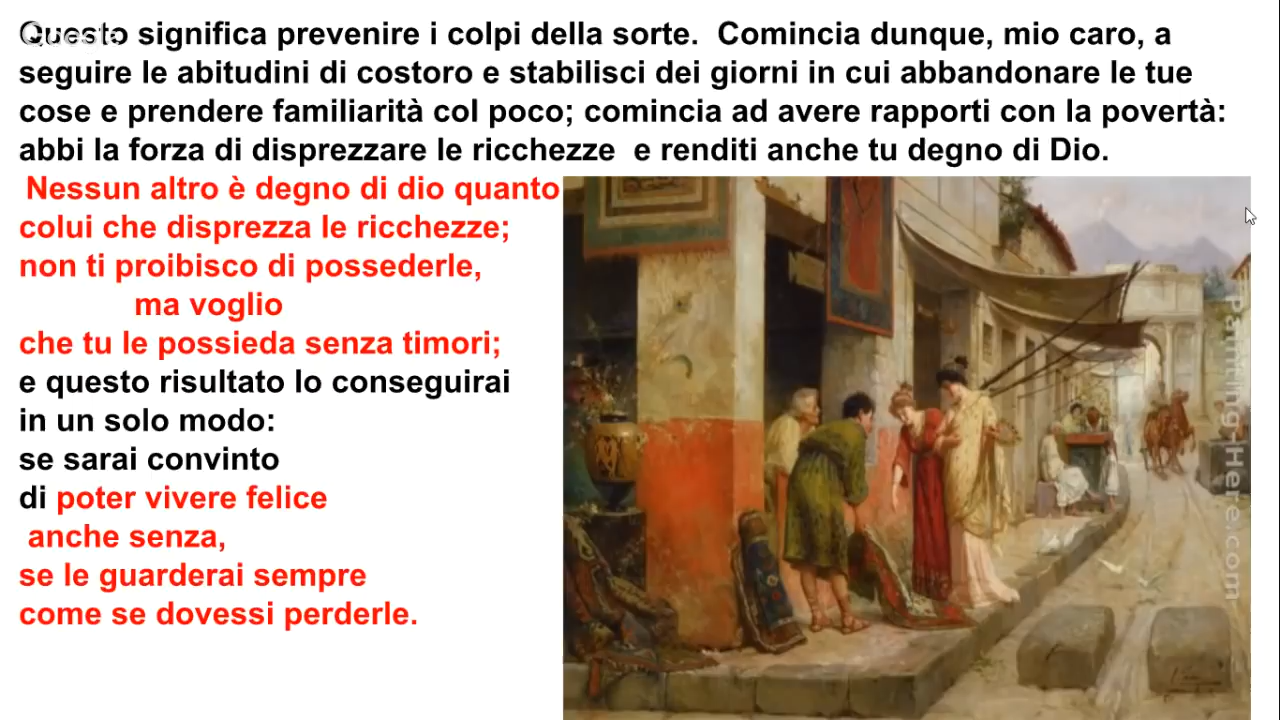 Questo significa prevenire i colpi della sorte. Comincia dunque, mio caro, a
seguire le abitudini di costoro e stabilisci dei giorni in cui abbandonare le tue
cose e prendere familiarità col poco; comincia ad avere rapporti con la povertà:
abbi la forza di disprezzare le ricchezze e renditi anche tu degno di Dio.
Nessun altro è degno di dio quanto
colui che disprezza le ricchezze;
non ti proibisco di possederle,
ma voglio
che tu le possieda senza timori;
e questo risultato lo conseguirai
in un solo modo:
se sarai convinto
di poter vivere felice
anche senza,
se le guarderai sempre
come se dovessi perderle.
Painting-Here.com